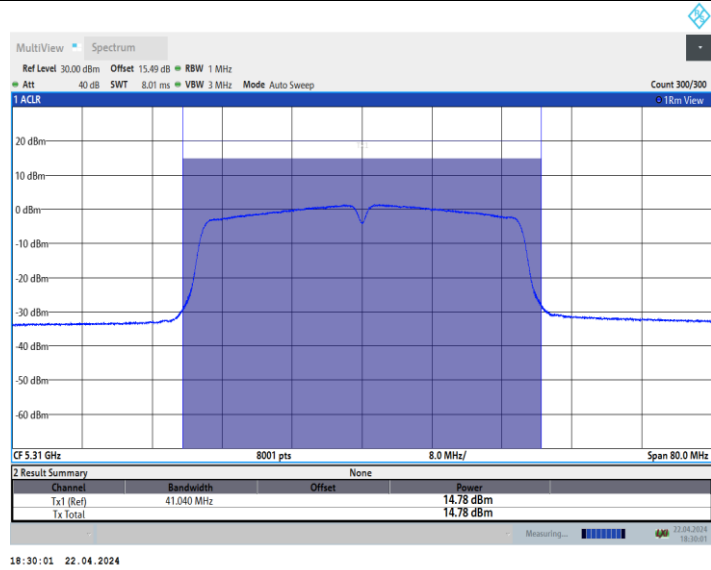 MultiView Spectrum
Ref Level 30.00 dBm Offset 15.49 dB RBW 1 MHz
Att 40 dB SWT 8.01 ms VBW 3 MHz Mode Auto Sweep Count 300/300
1 ACLR 1Rm View
20 dBm
10 dBm
0 dBm
-10 dBm
-20 dBm
-30 dBm
-40 dBm
-50 dBm
-60 dBm
CF 5.31 GHz 8001 pts 8.0 MHz/ Span 80.0 MHz
2 Result Summary None
Channel Bandwidth Offset Power
Tx1 (Ref) 41.040 MHz 14.78 dBm
Tx Total 14.78 dBm
Measuring... 22.04.2024
18:30:01
18:30:01 22.04.2024